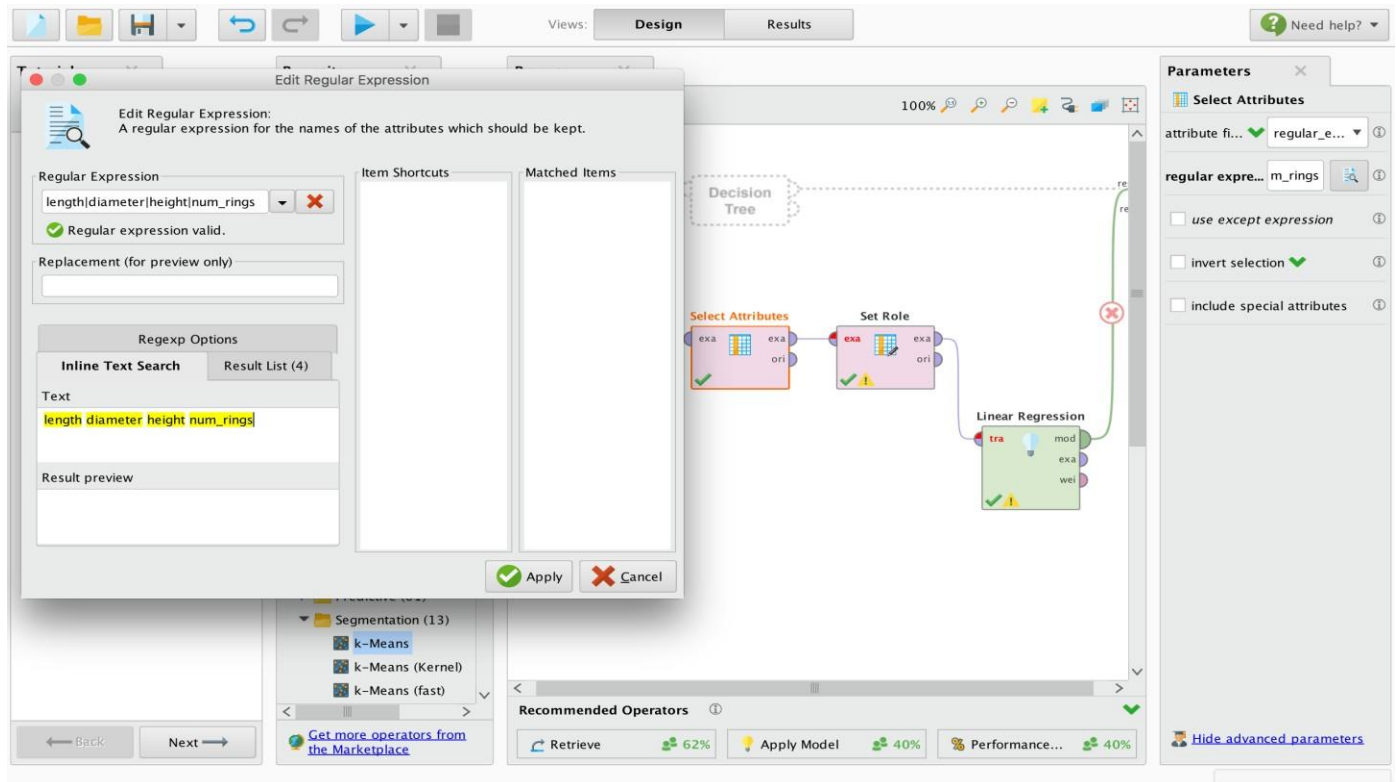 Views:
Design
Results
Need help?
Edit Regular Expression
Edit Regular Expression:
A regular expression for the names of the attributes which should be kept.
Regular Expression
length|diameter|height|num_rings
Regular expression valid.
Replacement (for preview only)
Regexp Options
Inline Text Search
Result List (4)
Text
length diameter height num_rings
Result preview
Item Shortcuts
Matched Items
Apply
Cancel
Segmentation (13)
k-Means
k-Means (Kernel)
k-Means (fast)
Back
Next
Get more operators from
the Marketplace
100%
Decision
Tree
re
re
Select Attributes
exa
exa
ori
Set Role
exa
exa
ori
Linear Regression
tra
mod
exa
wei
Recommended Operators
Retrieve
62%
Apply Model
40%
Performance...
40%
Parameters
Select Attributes
attribute fi...
regular_e...
regular expre...
m_rings
use except expression
invert selection
include special attributes
Hide advanced parameters